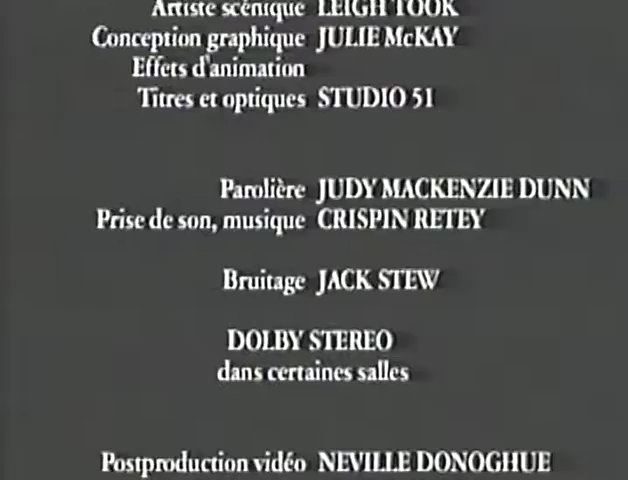 Artiste scénique LEIGH TOOK
Conception graphique JULIE McKAY
Effets d'animation
Titres et optiques STUDIO 51
Parolière JUDY MACKENZIE DUNN
Prise de son, musique CRISPIN RETEY
Bruitage JACK STEW
DOLBY STEREO
dans certaines salles
Postproduction vidéo NEVILLE DONOGHUE